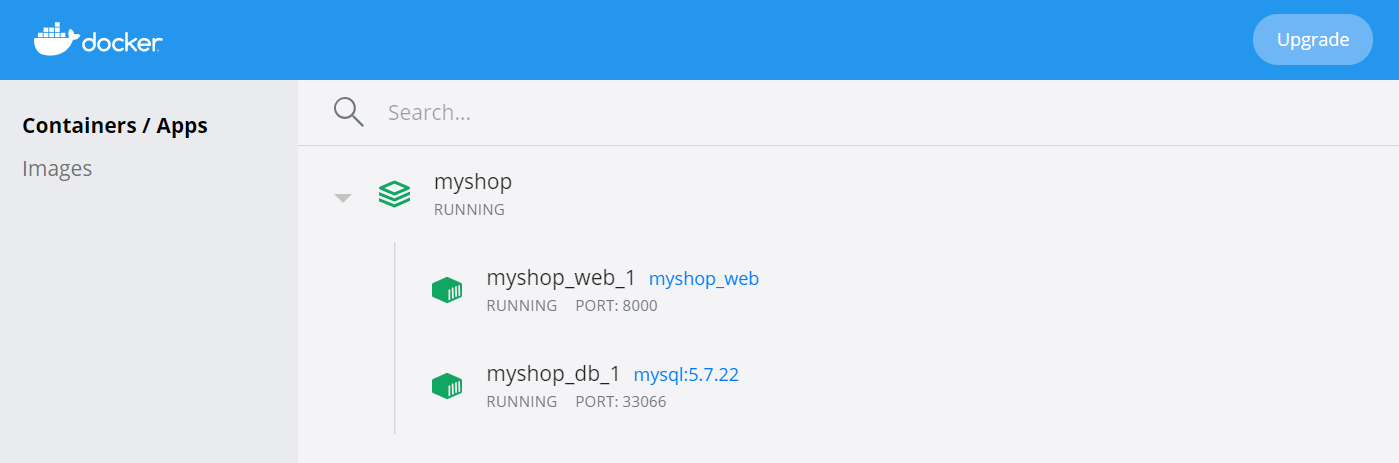 docker
Upgrade
Containers / Apps
Images
Search...
myshop
RUNNING
myshop_web_1 myshop_web
RUNNING PORT: 8000
myshop_db_1 mysql:5.7.22
RUNNING PORT: 33066